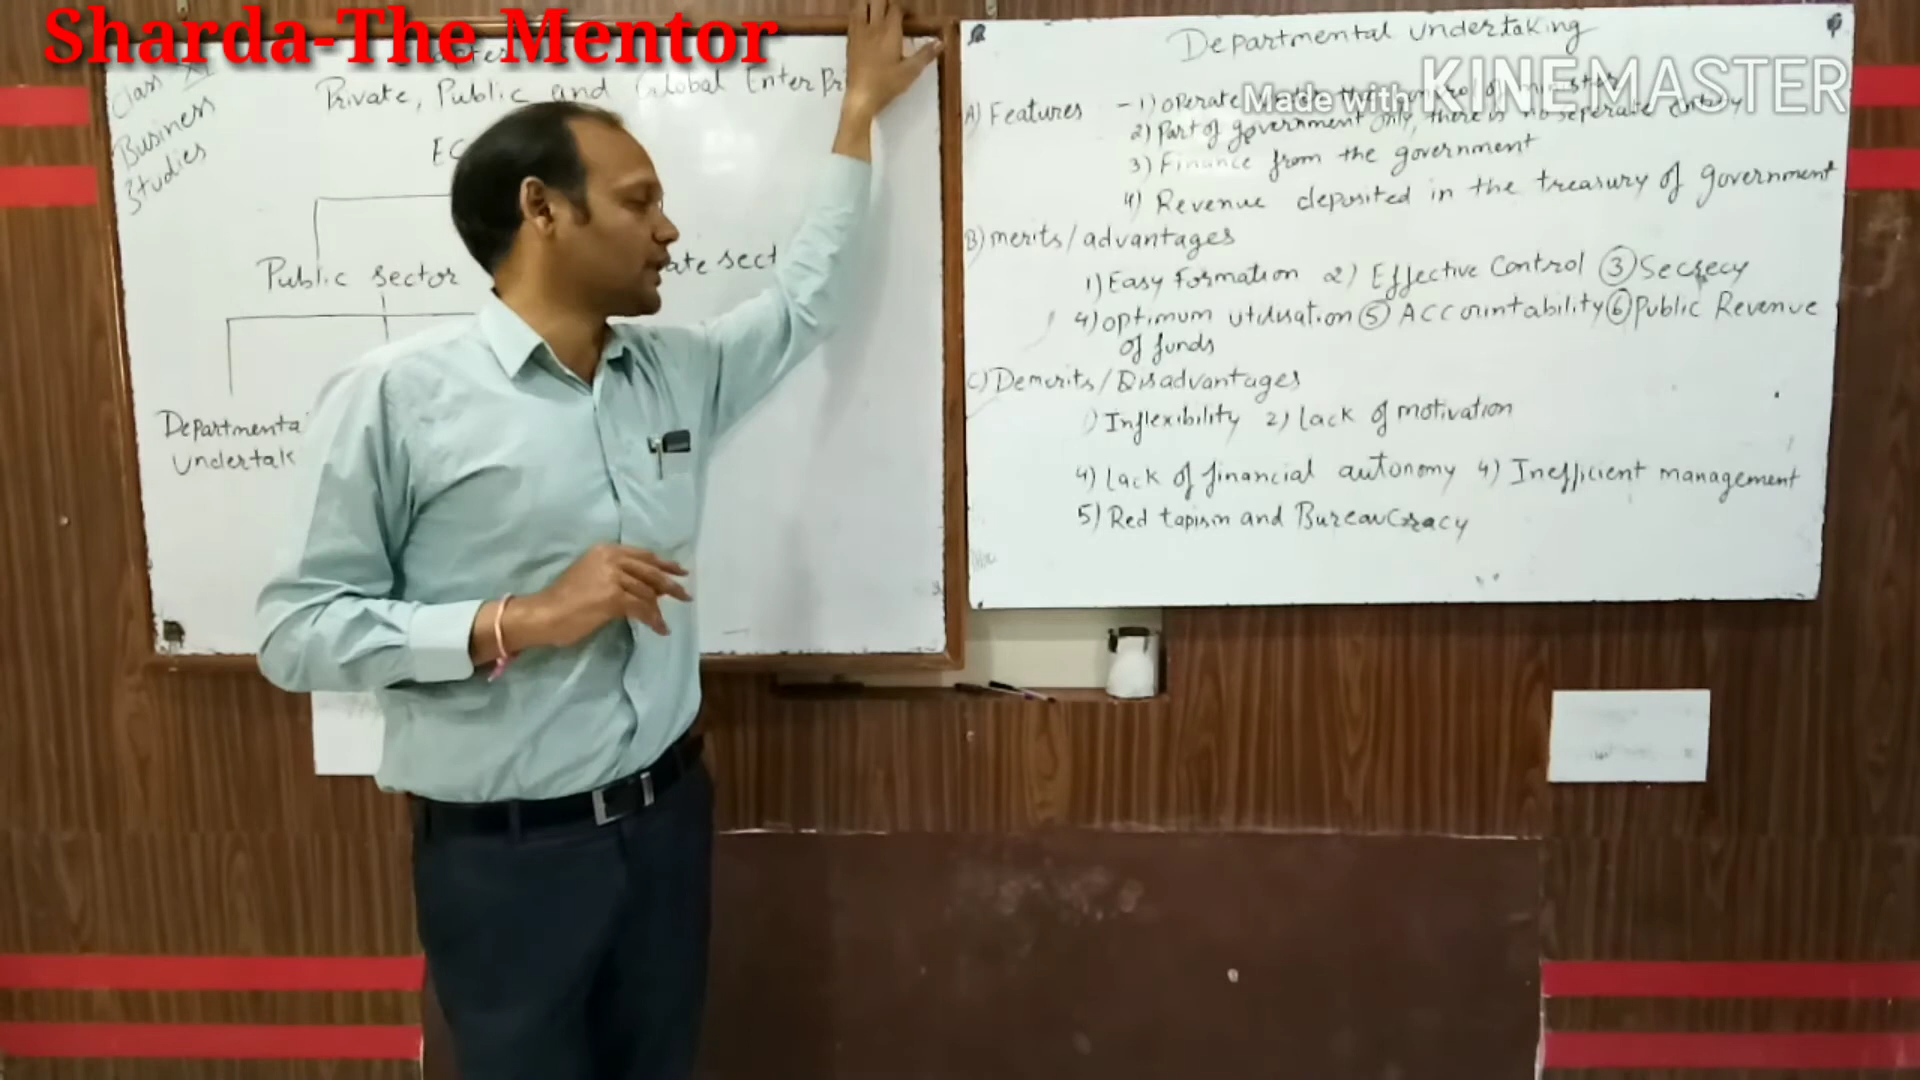 Sharda-The Mentor
Class XI
Business
Studies
Private, Public and Global Enterpri
EC
Public sector
ate sect
Departmenta
undertak
Departmental undertaking
Made with KINEMASTER
A) Features - 1) operate
2) Part of government only, there is no seperate entity
3) Finance from the government
4) Revenue deposited in the treasury of government
B) merits/advantages
1) Easy Formation 2) Effective Control ③ Secrecy
4) optimum utilisation ⑤ Accountability ⑥ Public Revenue
of funds
C) Demerits/Disadvantages
1) Inflexibility 2) lack of motivation
4) lack of financial autonomy 4) Inefficient management
5) Red tapism and Bureaucracy